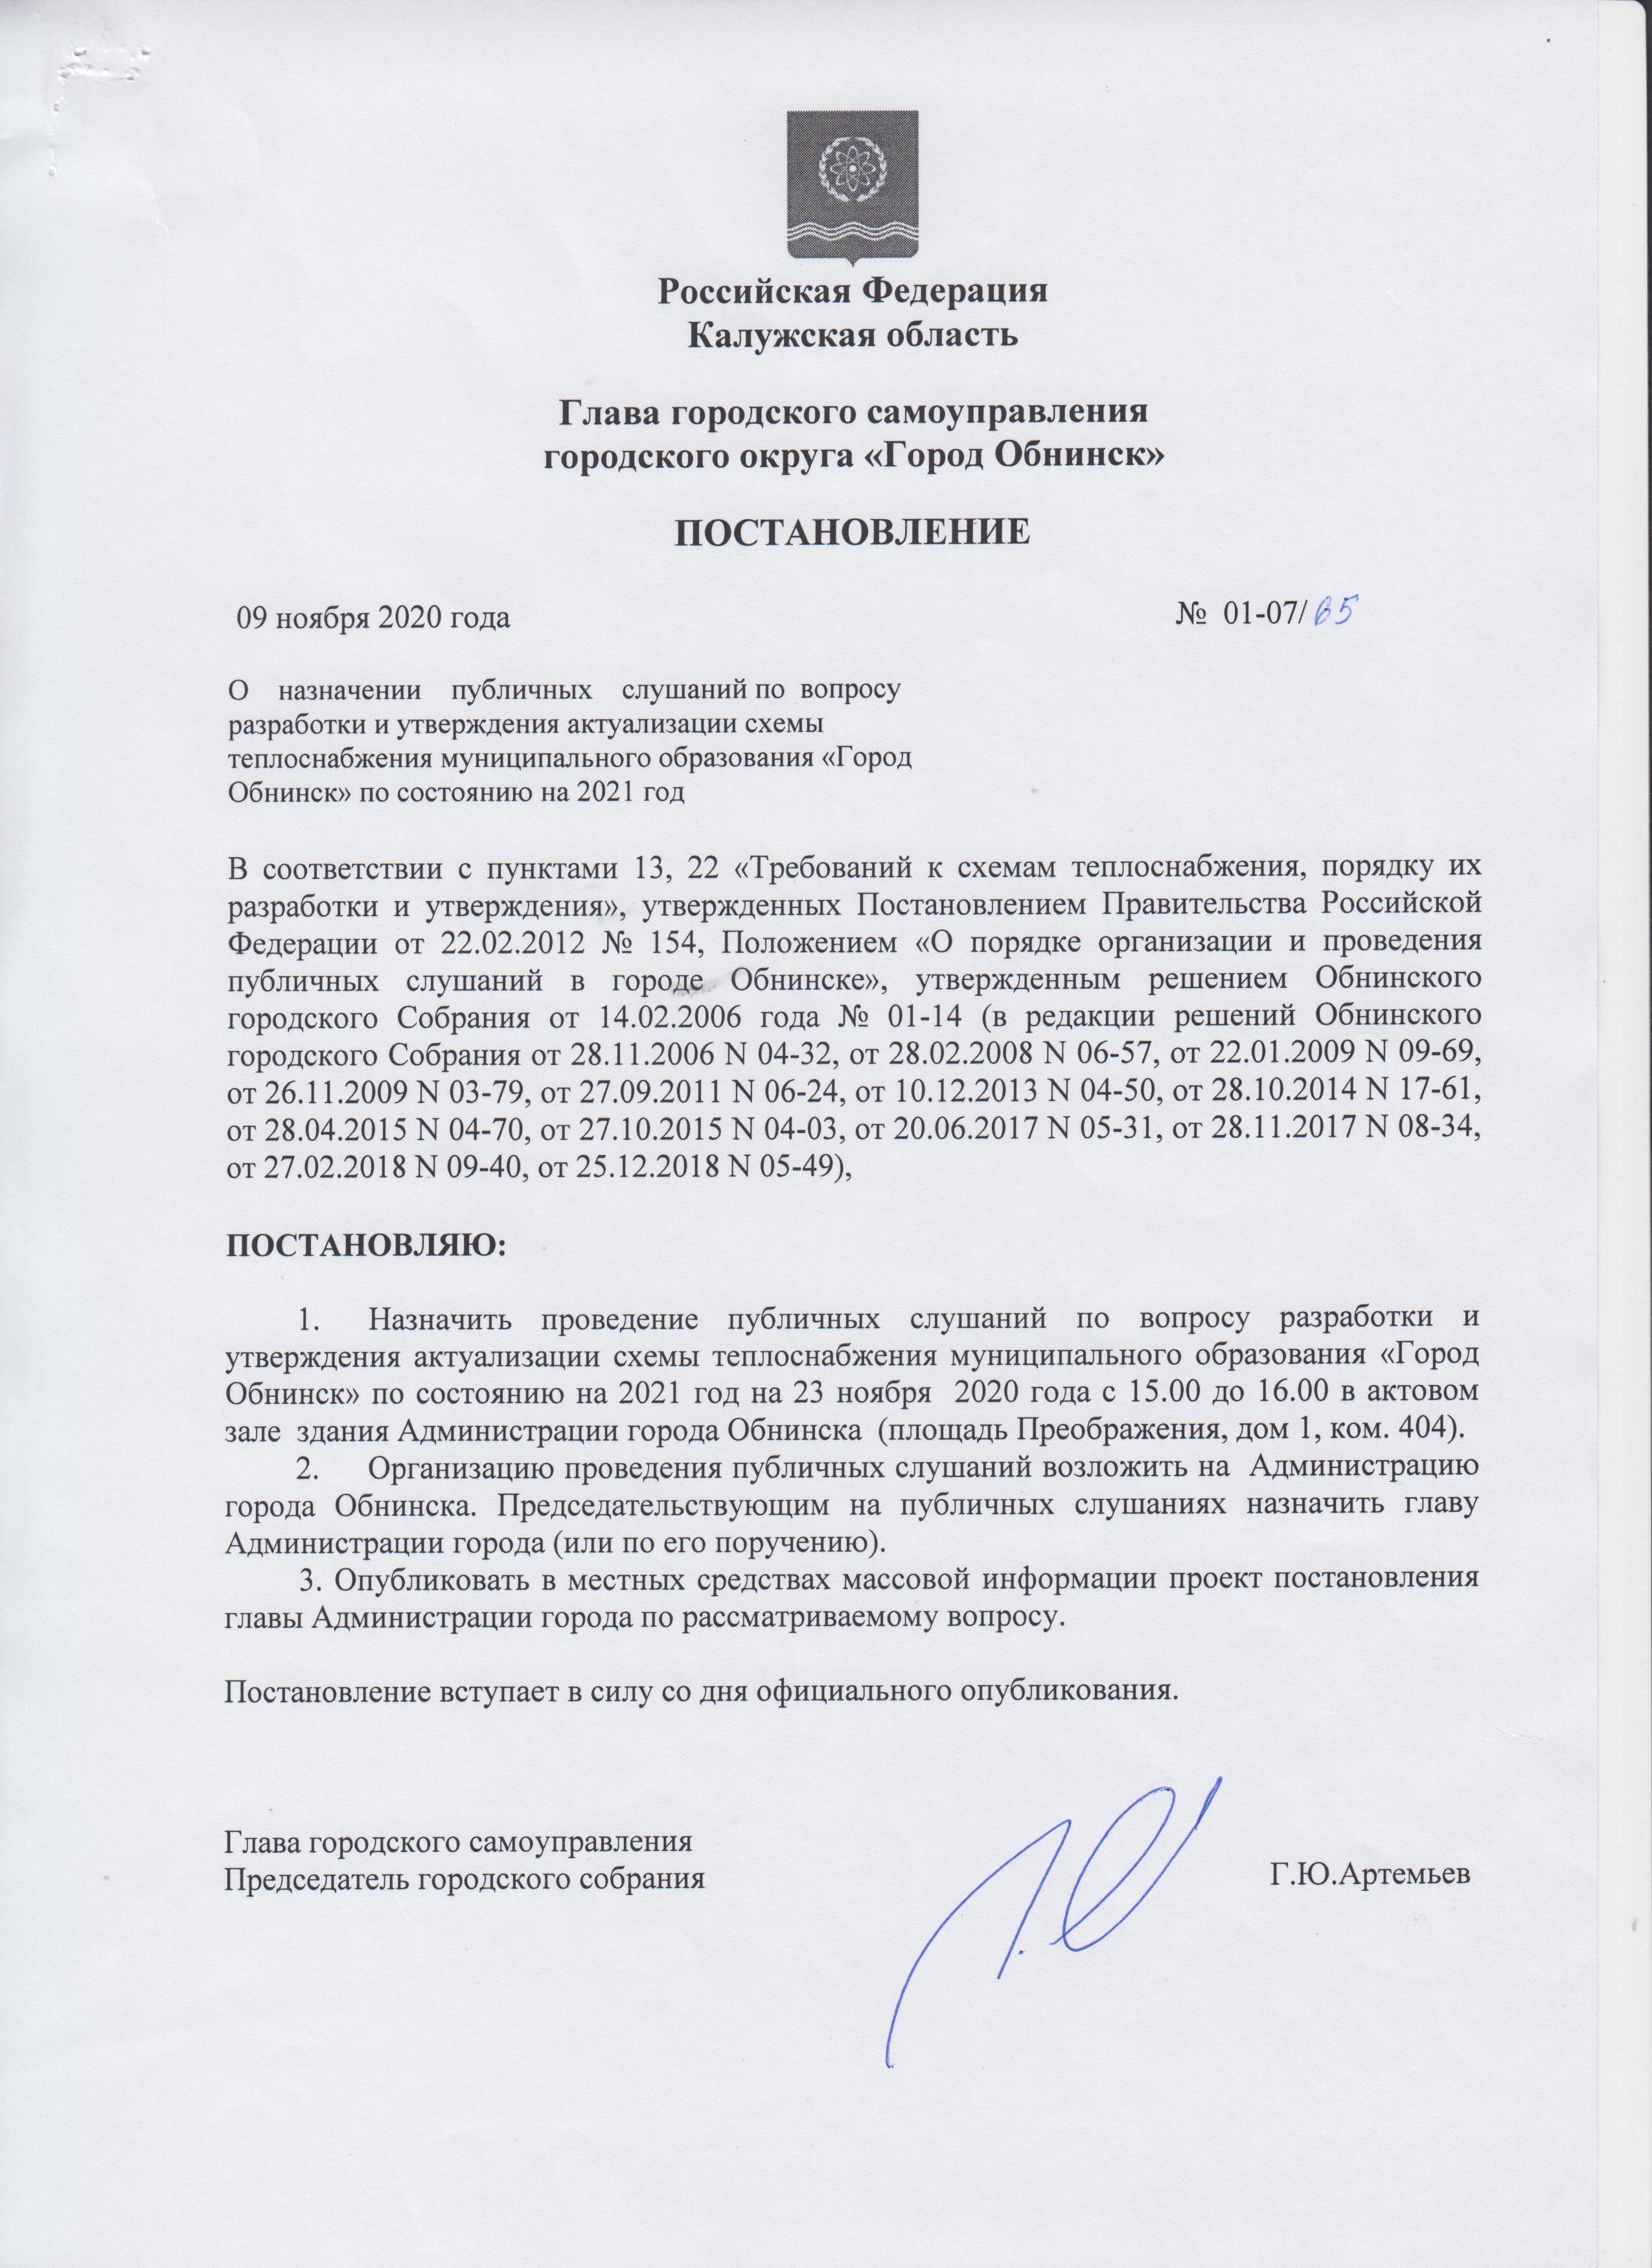 Российская Федерация
Калужская область
Глава городского самоуправления
городского округа «Город Обнинск»
ПОСТАНОВЛЕНИЕ
09 ноября 2020 года № 01-07/65
О назначении публичных слушаний по вопросу
разработки и утверждения актуализации схемы
теплоснабжения муниципального образования «Город
Обнинск» по состоянию на 2021 год
В соответствии с пунктами 13, 22 «Требований к схемам теплоснабжения, порядку их
разработки и утверждения», утвержденных Постановлением Правительства Российской
Федерации от 22.02.2012 № 154, Положением «О порядке организации и проведения
публичных слушаний в городе Обнинске», утвержденным решением Обнинского
городского Собрания от 14.02.2006 года № 01-14 (в редакции решений Обнинского
городского Собрания от 28.11.2006 N 04-32, от 28.02.2008 N 06-57, от 22.01.2009 N 09-69,
от 26.11.2009 N 03-79, от 27.09.2011 N 06-24, от 10.12.2013 N 04-50, от 28.10.2014 N 17-61,
от 28.04.2015 N 04-70, от 27.10.2015 N 04-03, от 20.06.2017 N 05-31, от 28.11.2017 N 08-34,
от 27.02.2018 N 09-40, от 25.12.2018 N 05-49),
ПОСТАНОВЛЯЮ:
1. Назначить проведение публичных слушаний по вопросу разработки и
утверждения актуализации схемы теплоснабжения муниципального образования «Город
Обнинск» по состоянию на 2021 год на 23 ноября 2020 года с 15.00 до 16.00 в актовом
зале здания Администрации города Обнинска (площадь Преображения, дом 1, ком. 404).
2. Организацию проведения публичных слушаний возложить на Администрацию
города Обнинска. Председательствующим на публичных слушаниях назначить главу
Администрации города (или по его поручению).
3. Опубликовать в местных средствах массовой информации проект постановления
главы Администрации города по рассматриваемому вопросу.
Постановление вступает в силу со дня официального опубликования.
Глава городского самоуправления
Председатель городского собрания Г.Ю.Артемьев